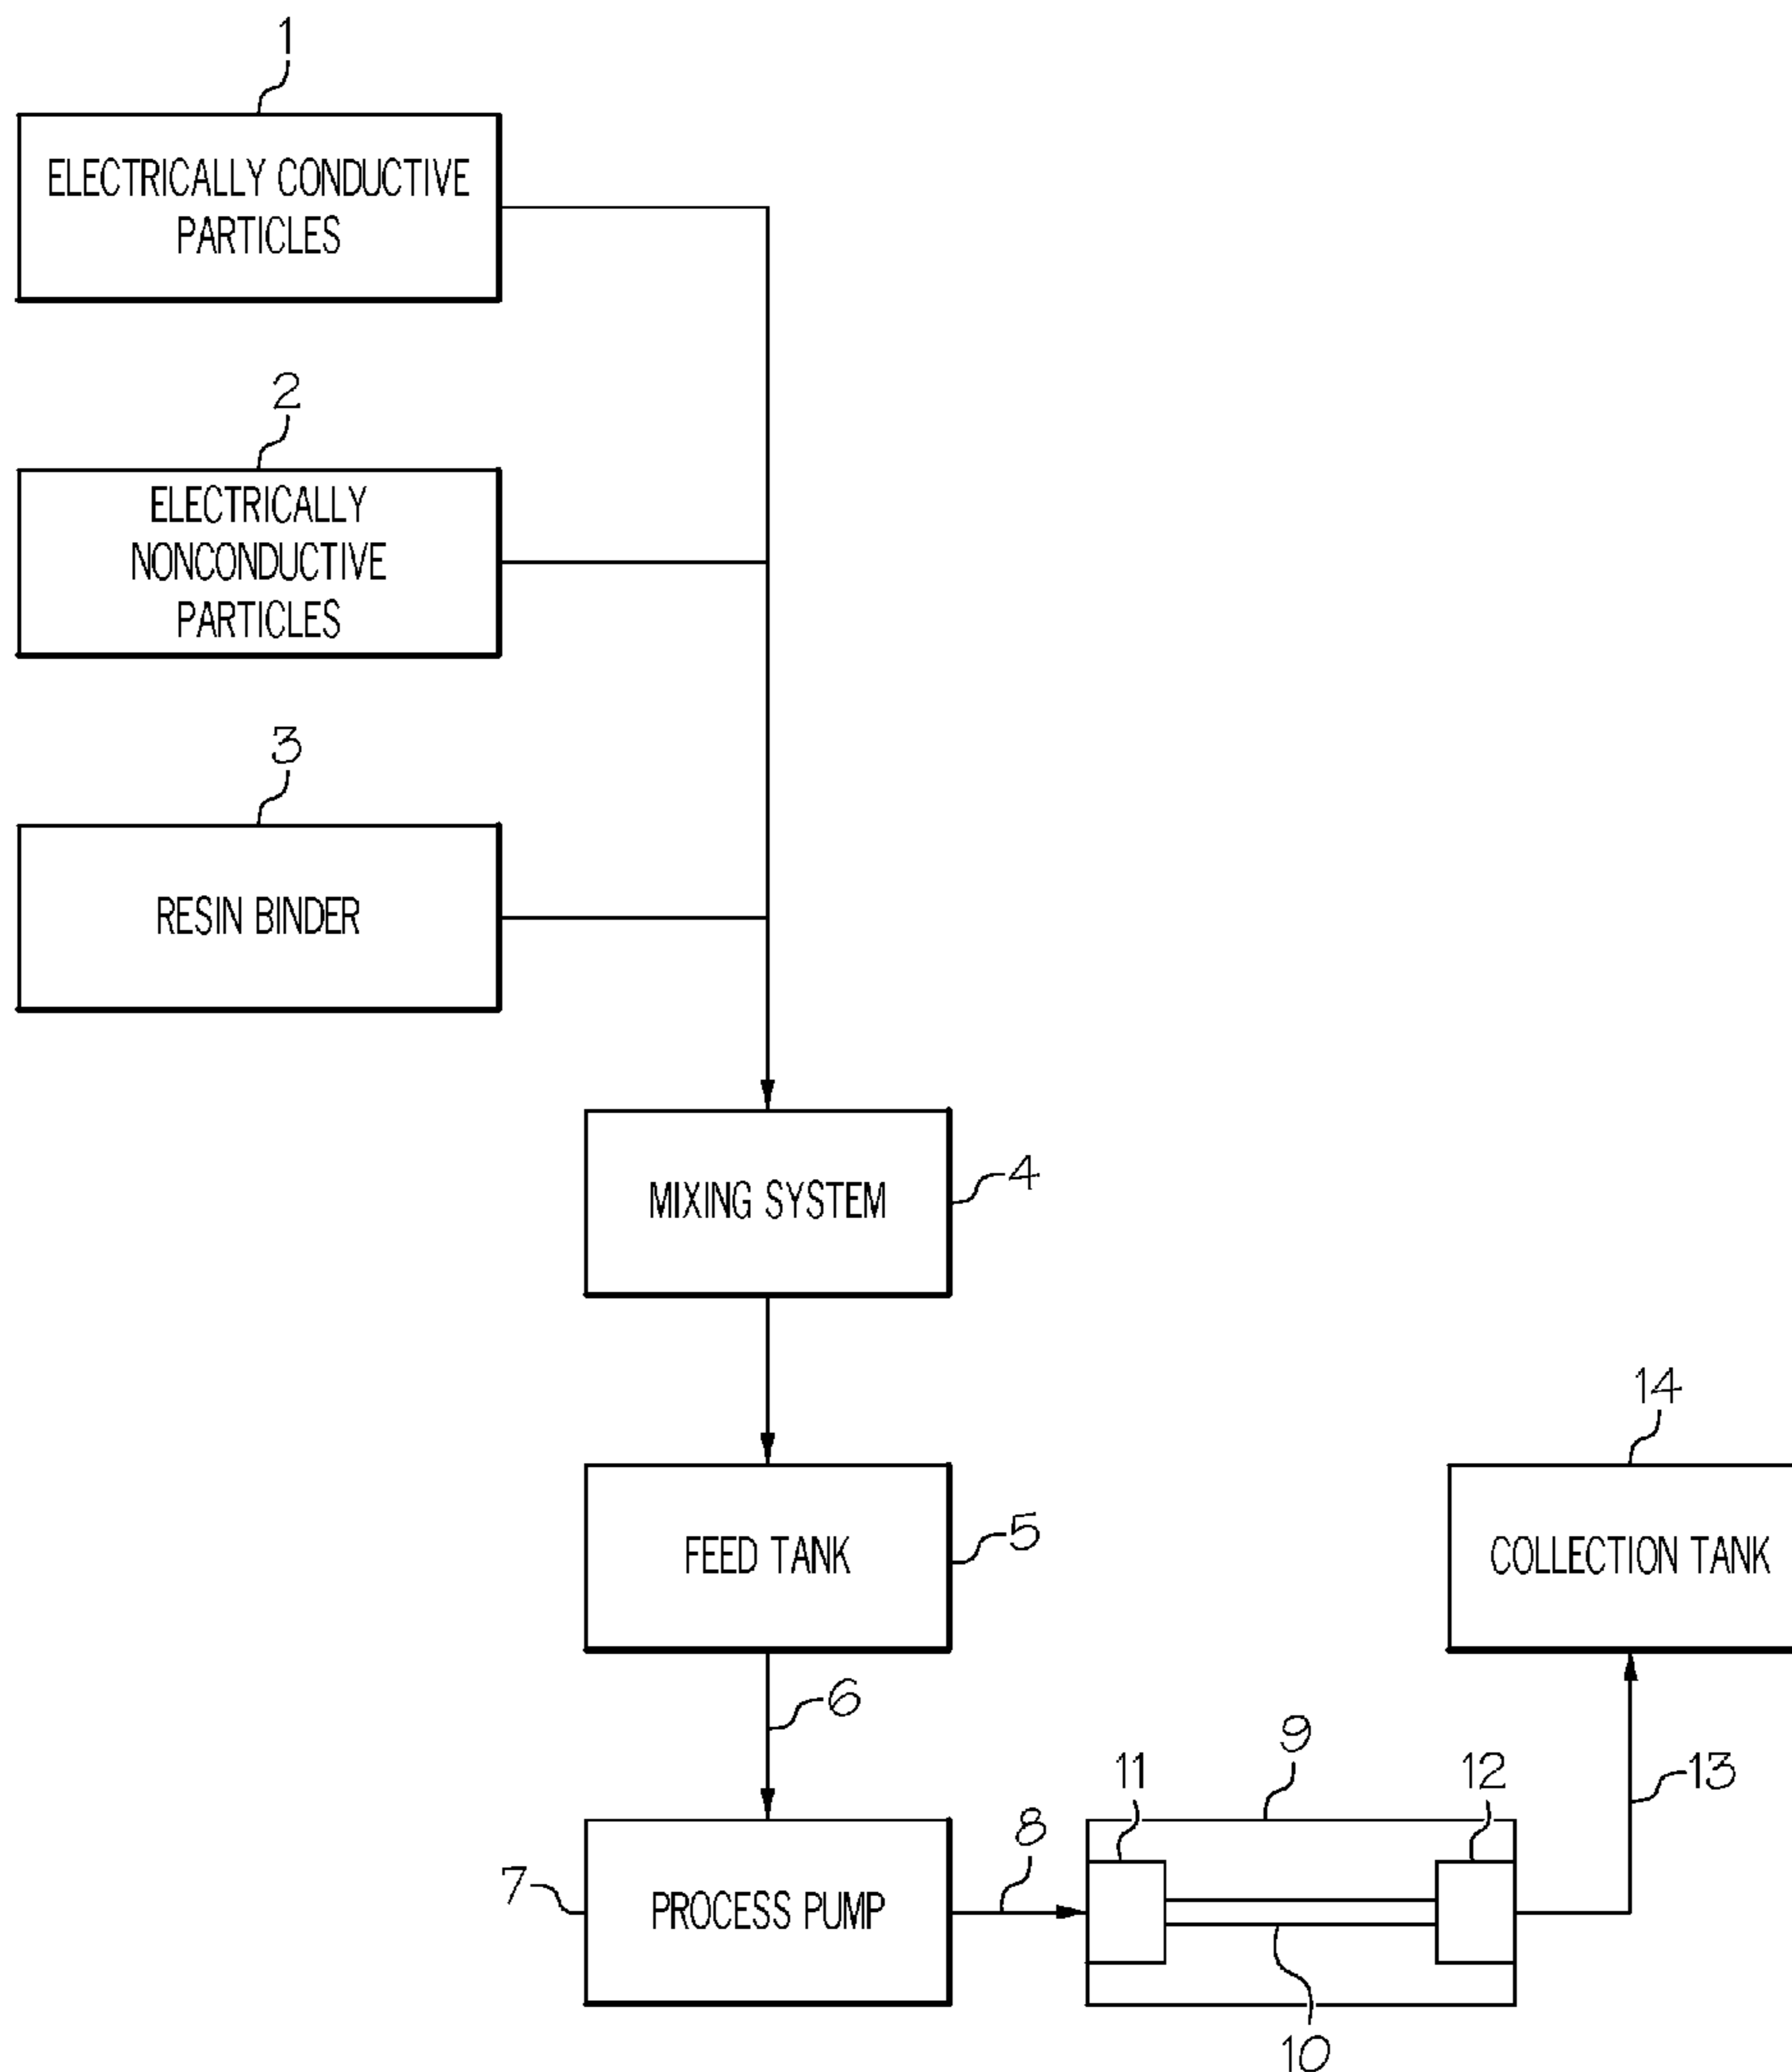 1
ELECTRICALLY CONDUCTIVE
PARTICLES
2
ELECTRICALLY
NONCONDUCTIVE
PARTICLES
3
RESIN BINDER
MIXING SYSTEM
4
14
FEED TANK
5
COLLECTION TANK
6
9
11
12
13
8
7
PROCESS PUMP
10